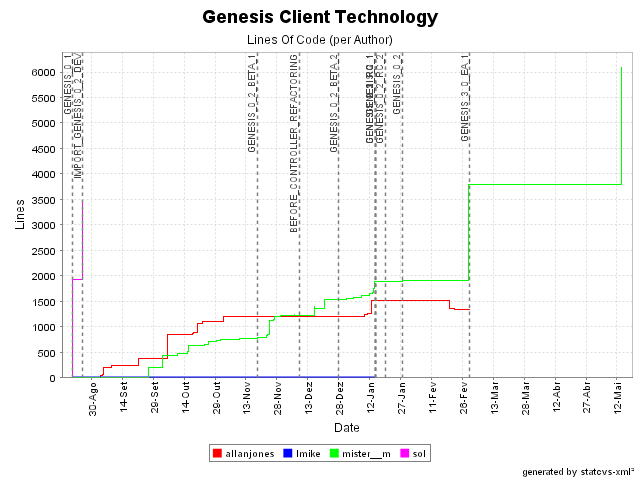 Genesis Client Technology
Lines Of Code (per Author)
GENESIS_0_1
IMPORT_GENESIS_0_2_DEV
GENESIS_0_2_BETA_1
BEFORE_CONTROLLER_REFACTORING
GENESIS_0_2_BETA_2
GENESIS_0_2_RC_2
GENESIS_0_2
GENESIS_3_0_EA_1
Lines
6000
5500
5000
4500
4000
3500
3000
2500
2000
1500
1000
500
0
30-Ago
14-Set
29-Set
14-Out
29-Out
13-Nov
28-Nov
13-Dez
28-Dez
12-Jan
27-Jan
11-Fev
26-Fev
13-Mar
28-Mar
12-Abr
27-Abr
12-Mai
Date
allanjones
lmike
mister__m
sol
generated by statcvs-xml²